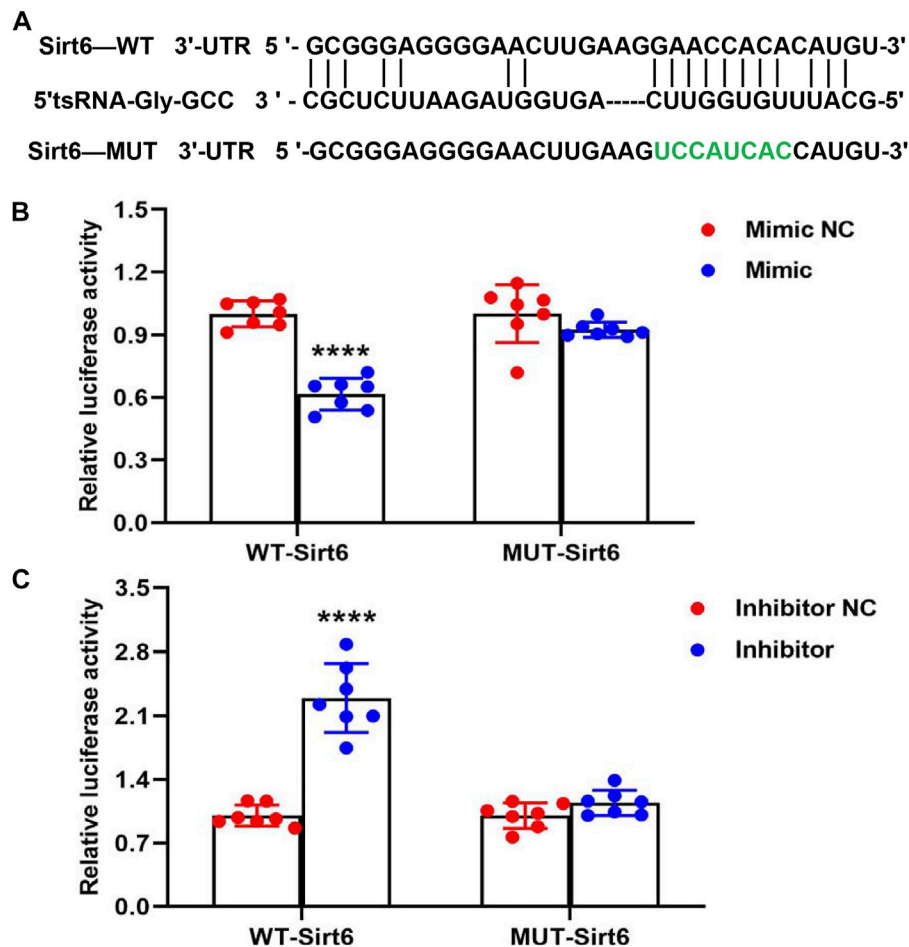 A
Sirt6—WT 3'-UTR 5 '- GCGGGAGGGGAACUUGAAGGAACCACACAUGU-3'
5'tsRNA-Gly-GCC 3 '- CGCUCUUAAGAUGGUGA-----CUUGGUGUUUACG-5'
Sirt6—MUT 3'-UTR 5 '-GCGGGAGGGGAACUUGAAGUCCAUCACCAUGU-3'
B
Relative luciferase activity
1.5
1.2
0.9
0.6
0.3
0.0
****
Mimic NC
Mimic
WT-Sirt6 MUT-Sirt6
C
Relative luciferase activity
3.5
2.8
2.1
1.4
0.7
0.0
****
Inhibitor NC
Inhibitor
WT-Sirt6 MUT-Sirt6